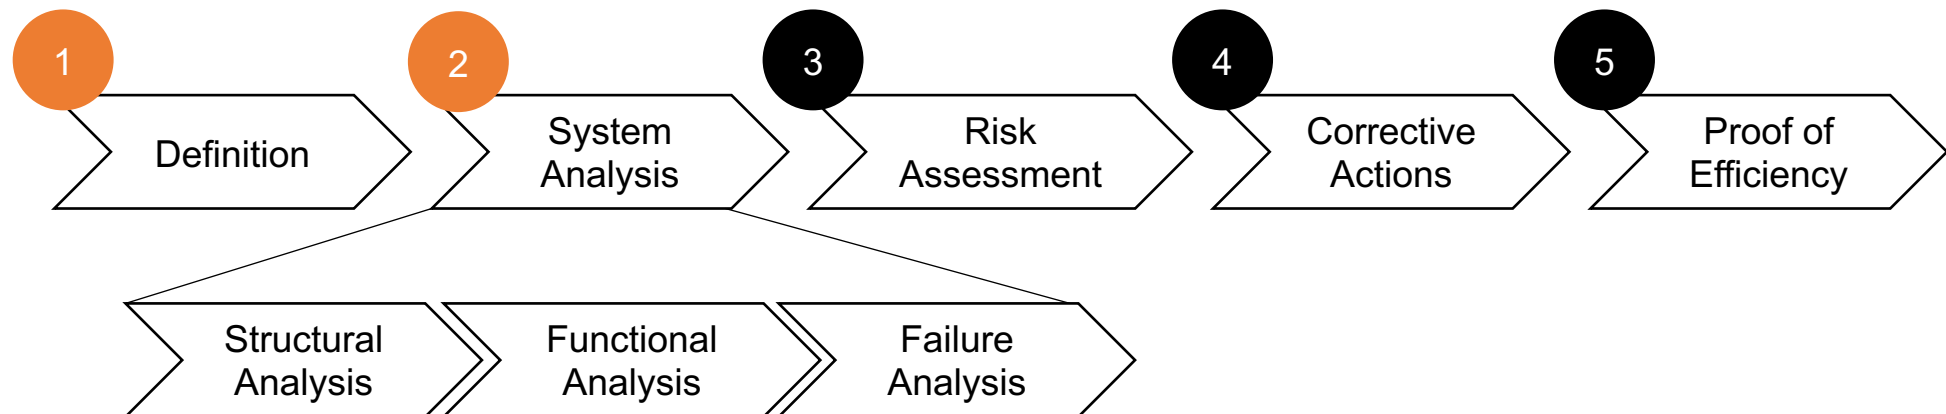 1
Definition
2
System
Analysis
3
Risk
Assessment
4
Corrective
Actions
5
Proof of
Efficiency
Structural
Analysis
Functional
Analysis
Failure
Analysis